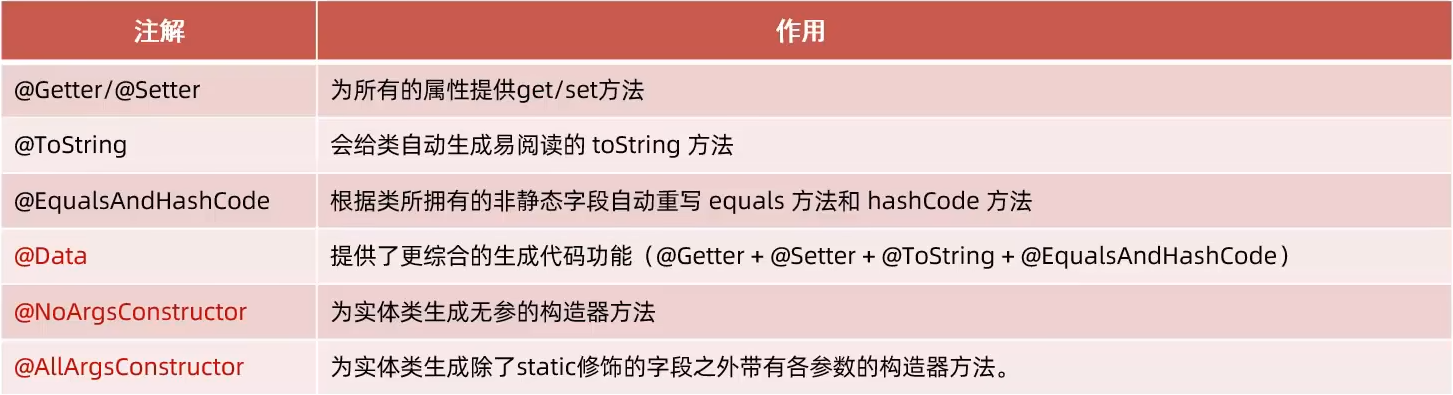 注解 作用
@Getter/@Setter 为所有的属性提供get/set方法
@ToString 会给类自动生成易阅读的 toString 方法
@EqualsAndHashCode 根据类所拥有的非静态字段自动重写 equals 方法和 hashCode 方法
@Data 提供了更综合的生成代码功能（@Getter + @Setter + @ToString + @EqualsAndHashCode）
@NoArgsConstructor 为实体类生成无参的构造器方法
@AllArgsConstructor 为实体类生成除了static修饰的字段之外带有各参数的构造器方法。